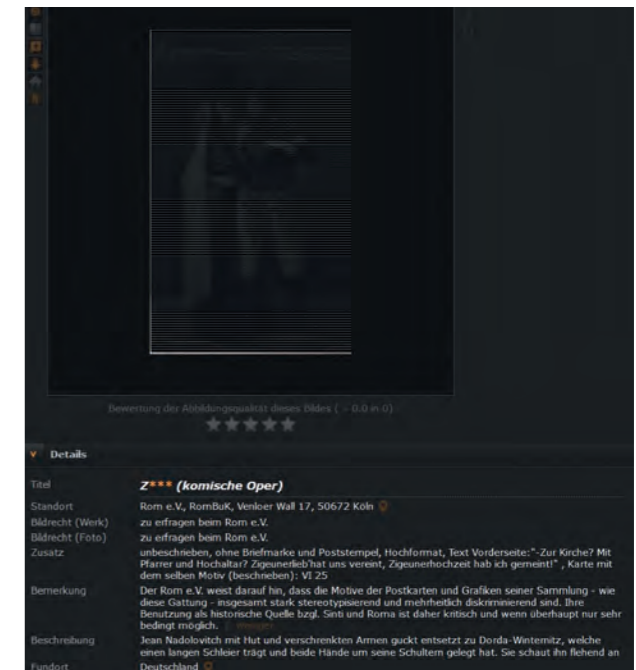 Bewertung der Abbildungsqualität dieses Bildes ( - 0.0 in 0)
Details
Titel Z*** (komische Oper)
Standort Rom e.V., RomBuK, Venloer Wall 17, 50672 Köln
Bildrecht (Werk) zu erfragen beim Rom e.V.
Bildrecht (Foto) zu erfragen beim Rom e.V.
Zusatz unbeschrieben, ohne Briefmarke und Poststempel, Hochformat, Text Vorderseite:"-Zur Kirche? Mit
Pfarrer und Hochaltar? Zigeunerlieb'hat uns vereint, Zigeunerhochzeit hab ich gemeint!" , Karte mit
dem selben Motiv (beschrieben): VI 25
Bemerkung Der Rom e.V. weist darauf hin, dass die Motive der Postkarten und Grafiken seiner Sammlung - wie
diese Gattung - insgesamt stark stereotypisierend und mehrheitlich diskriminierend sind. Ihre
Benutzung als historische Quelle bzgl. Sinti und Roma ist daher kritisch und wenn überhaupt nur sehr
bedingt möglich.
Beschreibung Jean Nadolovitch mit Hut und verschrenkten Armen guckt entsetzt zu Dorda-Winternitz, welche
einen langen Schleier trägt und beide Hände um seine Schultern gelegt hat. Sie schaut ihn flehend an
Fundort Deutschland